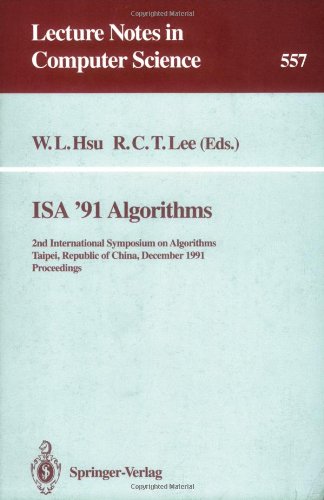 Lecture Notes in
Computer Science
557
W. L. Hsu R. C. T. Lee (Eds.)
ISA '91 Algorithms
2nd International Symposium on Algorithms
Taipei, Republic of China, December 1991
Proceedings
Springer-Verlag